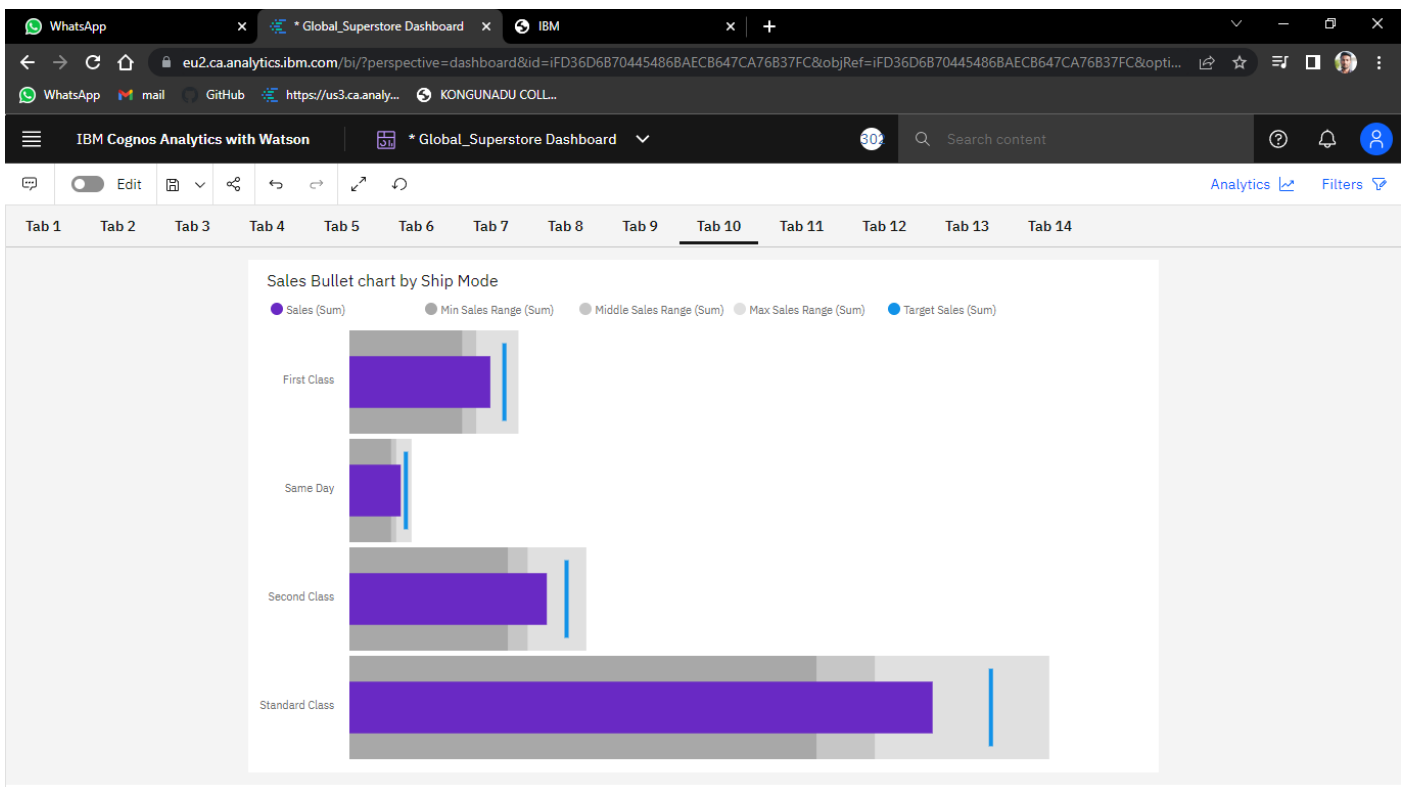 WhatsApp
* Global_Superstore Dashboard
IBM
eu2.ca.analytics.ibm.com/bi/?perspective=dashboard&id=iFD36D6B70445486BAECB647CA76B37FC&objRef=iFD36D6B70445486BAECB647CA76B37FC&opti...
WhatsApp mail GitHub https://us3.ca.analy... KONGUNADU COLL...
IBM Cognos Analytics with Watson * Global_Superstore Dashboard 302 Search content
Edit Analytics Filters
Tab 1 Tab 2 Tab 3 Tab 4 Tab 5 Tab 6 Tab 7 Tab 8 Tab 9 Tab 10 Tab 11 Tab 12 Tab 13 Tab 14
Sales Bullet chart by Ship Mode
Sales (Sum) Min Sales Range (Sum) Middle Sales Range (Sum) Max Sales Range (Sum) Target Sales (Sum)
First Class
Same Day
Second Class
Standard Class